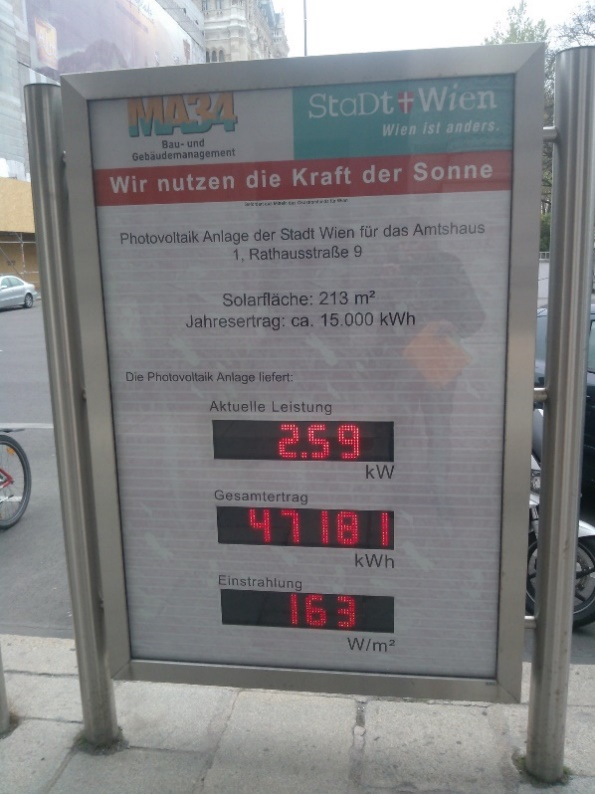 MA34
Bau- und
Gebäudemanagement
StaDt Wien
Wien ist anders.
Wir nutzen die Kraft der Sonne
Photovoltaik Anlage der Stadt Wien für das Amtshaus
1, Rathausstraße 9
Solarfläche: 213 m²
Jahresertrag: ca. 15.000 kWh
Die Photovoltaik Anlage liefert:
Aktuelle Leistung
2.59
kW
Gesamtertrag
47181
kWh
Einstrahlung
163
W/m²